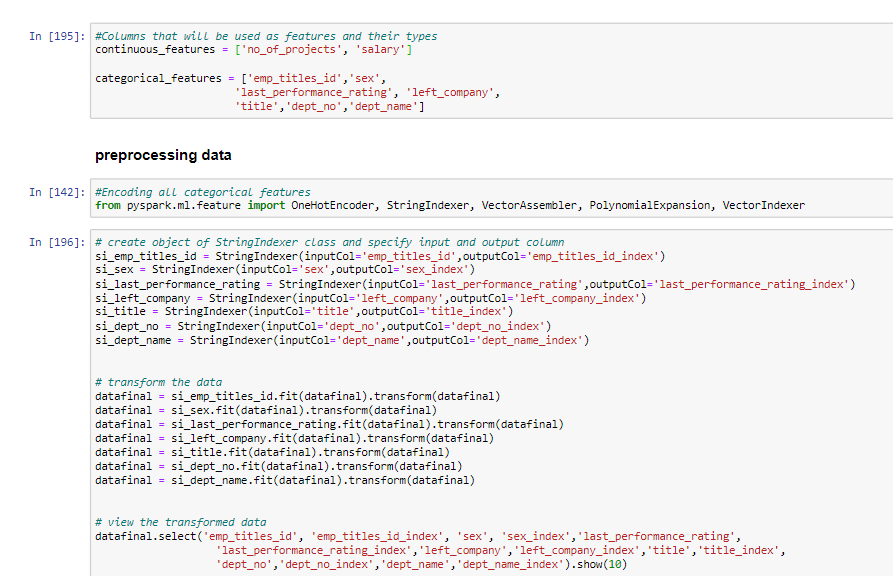 In [195]: #Columns that will be used as features and their types
continuous_features = ['no_of_projects', 'salary']
categorical_features = ['emp_titles_id','sex',
'last_performance_rating', 'left_company',
'title','dept_no','dept_name']
preprocessing data
In [142]: #Encoding all categorical features
from pyspark.ml.feature import OneHotEncoder, StringIndexer, VectorAssembler, PolynomialExpansion, VectorIndexer
In [196]: # create object of StringIndexer class and specify input and output column
si_emp_titles_id = StringIndexer(inputCol='emp_titles_id',outputCol='emp_titles_id_index')
si_sex = StringIndexer(inputCol='sex',outputCol='sex_index')
si_last_performance_rating = StringIndexer(inputCol='last_performance_rating',outputCol='last_performance_rating_index')
si_left_company = StringIndexer(inputCol='left_company',outputCol='left_company_index')
si_title = StringIndexer(inputCol='title',outputCol='title_index')
si_dept_no = StringIndexer(inputCol='dept_no',outputCol='dept_no_index')
si_dept_name = StringIndexer(inputCol='dept_name',outputCol='dept_name_index')
# transform the data
datafinal = si_emp_titles_id.fit(datafinal).transform(datafinal)
datafinal = si_sex.fit(datafinal).transform(datafinal)
datafinal = si_last_performance_rating.fit(datafinal).transform(datafinal)
datafinal = si_left_company.fit(datafinal).transform(datafinal)
datafinal = si_title.fit(datafinal).transform(datafinal)
datafinal = si_dept_no.fit(datafinal).transform(datafinal)
datafinal = si_dept_name.fit(datafinal).transform(datafinal)
# view the transformed data
datafinal.select('emp_titles_id', 'emp_titles_id_index', 'sex', 'sex_index','last_performance_rating',
'last_performance_rating_index','left_company','left_company_index','title','title_index',
'dept_no','dept_no_index','dept_name','dept_name_index').show(10)